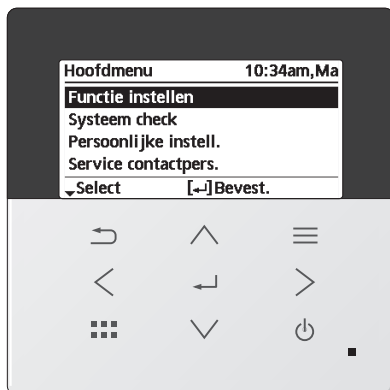 Hoofdmenu 10:34am,Ma
Functie instellen
Systeem check
Persoonlijke instell.
Service contactpers.
Select [↵]Bevest.